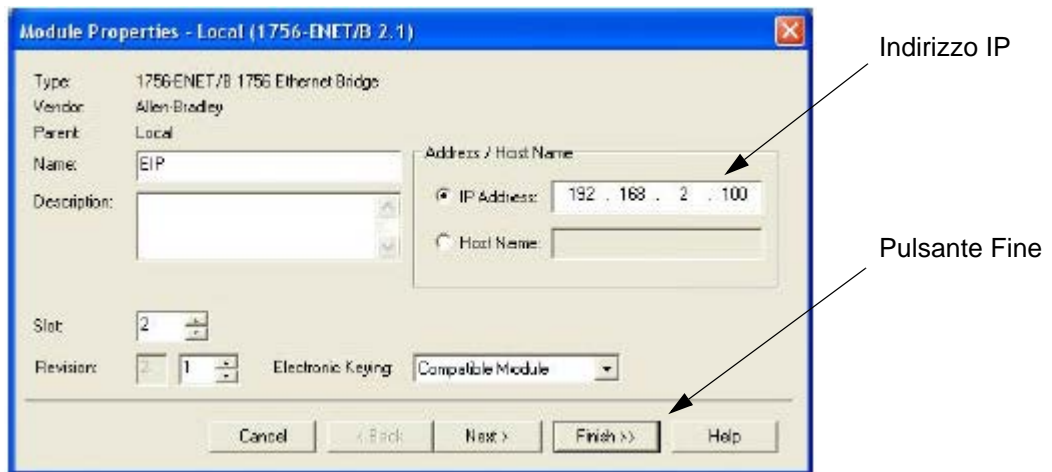 Module Properties - Local (1756-ENET/B 2.1)
Indirizzo IP
Type: 1756-ENET/B 1756 Ethernet Bridge
Vendor: Allen-Bradley
Parent: Local
Name: EIP
Address / Host Name
Description:
IP Address: 192 . 168 . 2 . 100
Host Name:
Pulsante Fine
Slot: 2
Revision: 2 1 Electronic Keying: Compatible Module
Cancel < Back Next > Finish >> Help